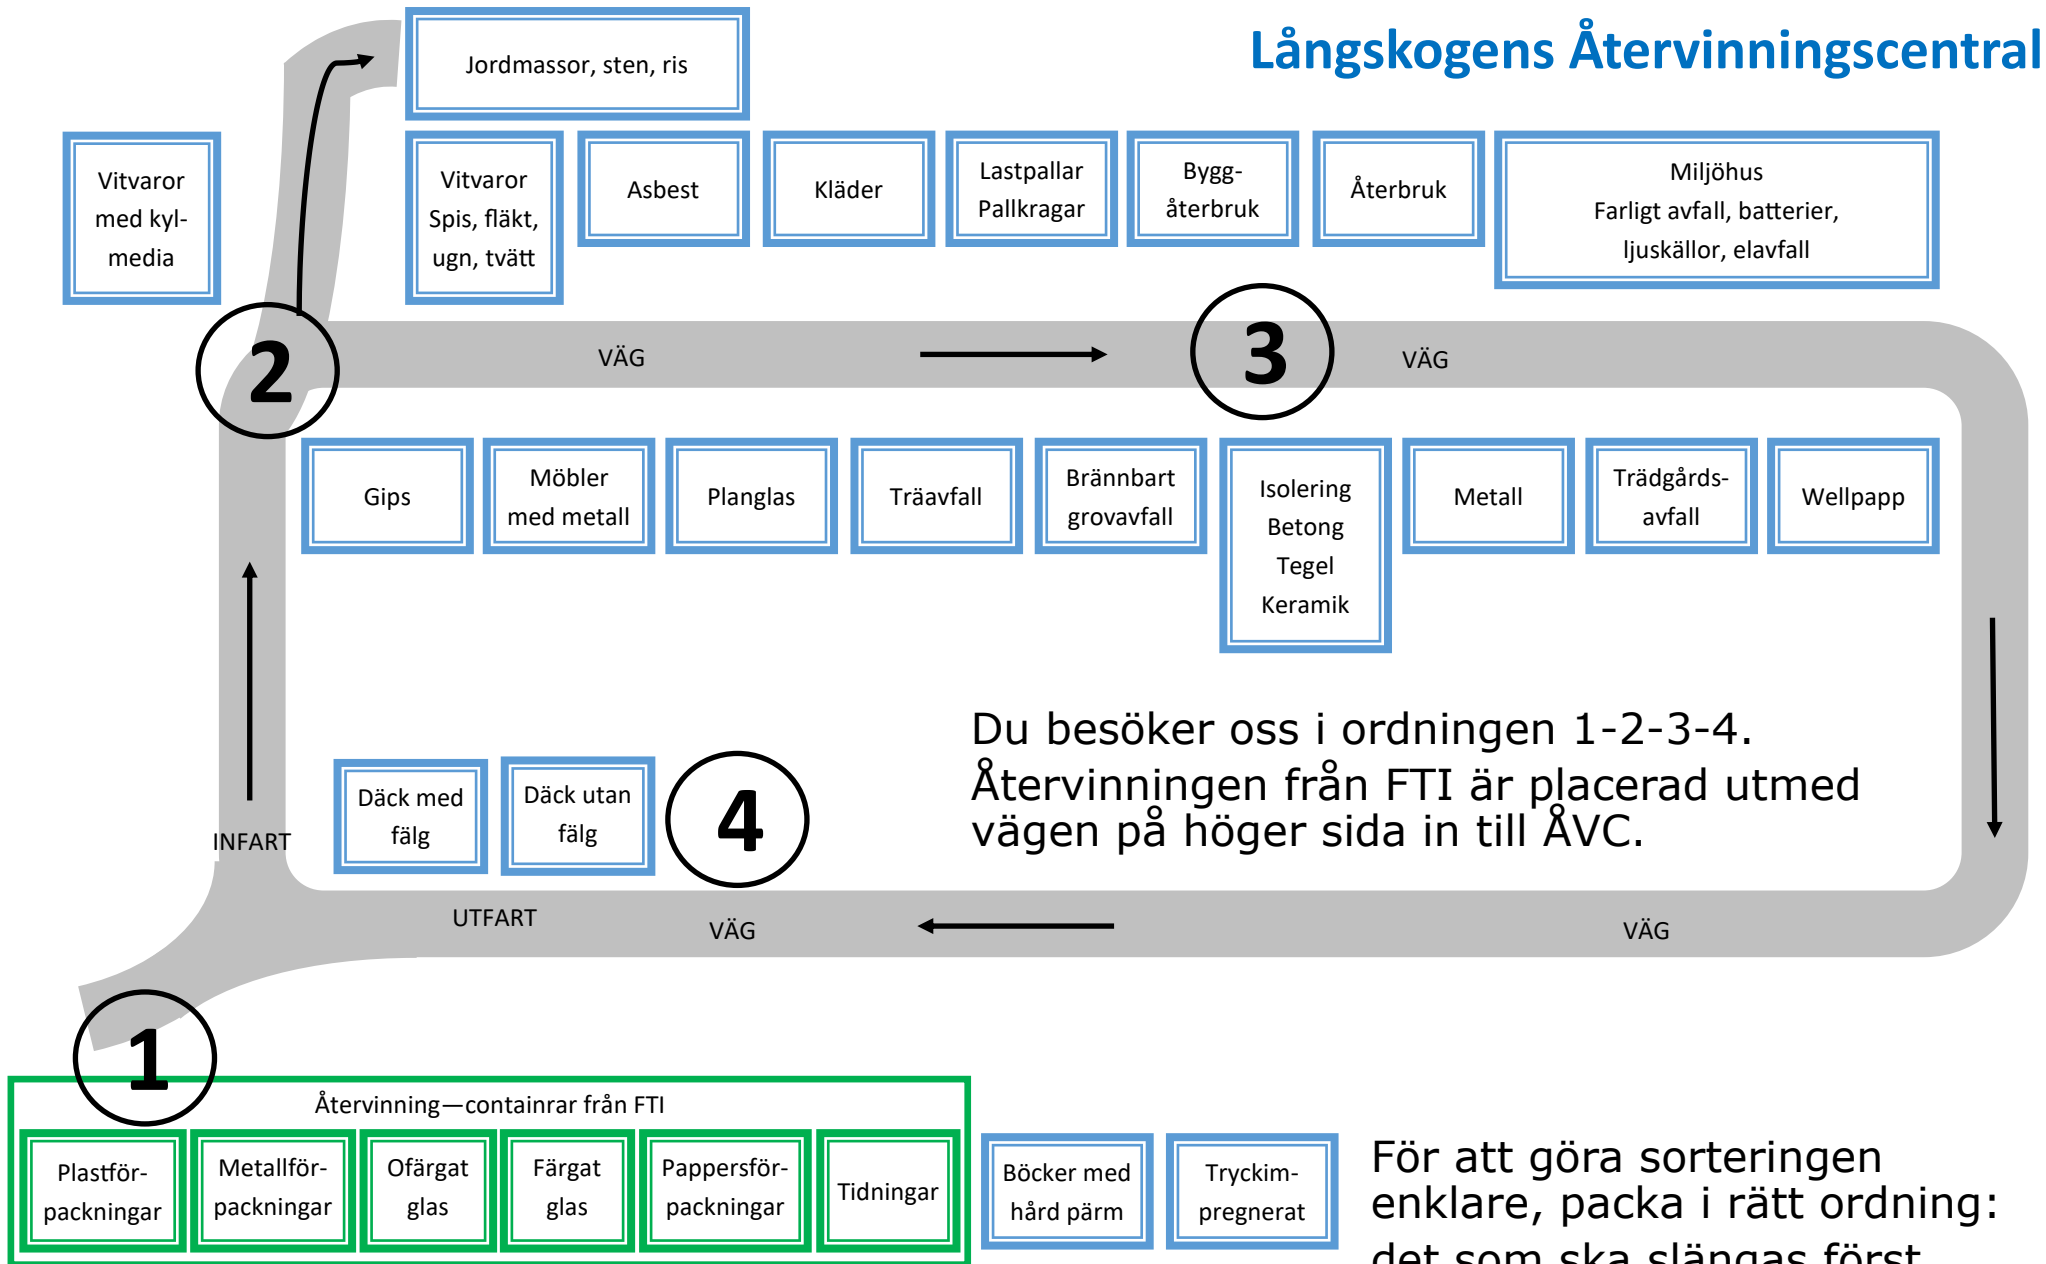 Långskogens Återvinningscentral
Jordmassor, sten, ris
Vitvaror
med kyl-
media
Vitvaror
Spis, fläkt,
ugn, tvätt
Asbest
Kläder
Lastpallar
Pallkragar
Bygg-
återbruk
Återbruk
Miljöhus
Farligt avfall, batterier,
ljuskällor, elavfall
2
VÄG
3
VÄG
Gips
Möbler
med metall
Planglas
Träavfall
Brännbart
grovavfall
Isolering
Betong
Tegel
Keramik
Metall
Trädgårds-
avfall
Wellpapp
Du besöker oss i ordningen 1-2-3-4.
Återvinningen från FTI är placerad utmed
vägen på höger sida in till ÅVC.
INFART
Däck med
fälg
Däck utan
fälg
4
UTFART
VÄG
VÄG
1
Återvinning—containrar från FTI
Plastför-
packningar
Metallför-
packningar
Ofärgat
glas
Färgat
glas
Pappersför-
packningar
Tidningar
Böcker med
hård pärm
Tryckim-
pregnerat
För att göra sorteringen
enklare, packa i rätt ordning:
det som ska slängas först